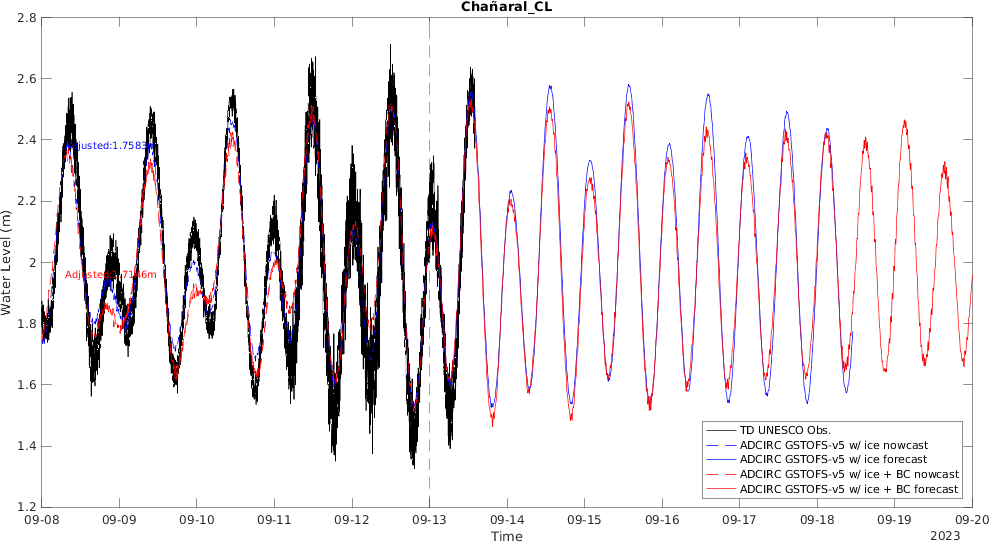 Chañaral_CL
2.8
2.6
2.4
2.2
2
1.8
1.6
1.4
1.2
Water Level (m)
Adjusted:1.7583m
09-08
09-09
09-10
09-11
09-12
09-13
09-14
09-15
09-16
09-17
09-18
09-19
09-20
Time
2023
TD UNESCO Obs.
ADCIRC GSTOFS-v5 w/ ice nowcast
ADCIRC GSTOFS-v5 w/ ice forecast
ADCIRC GSTOFS-v5 w/ ice + BC nowcast
ADCIRC GSTOFS-v5 w/ ice + BC forecast